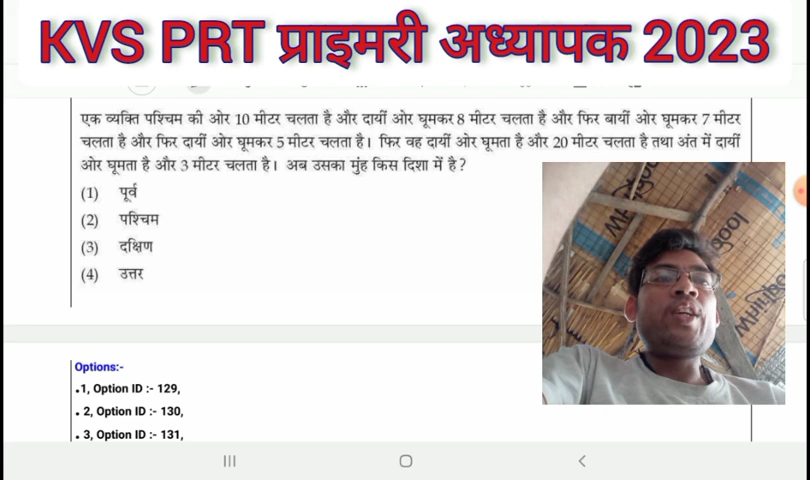 KVS PRT प्राइमरी अध्यापक 2023
एक व्यक्ति पश्चिम की ओर 10 मीटर चलता है और दायीं ओर घूमकर 8 मीटर चलता है और फिर बायीं ओर घूमकर 7 मीटर
चलता है और फिर दायीं ओर घूमकर 5 मीटर चलता है। फिर वह दायीं ओर घूमता है और 20 मीटर चलता है तथा अंत में दायीं
ओर घूमता है और 3 मीटर चलता है। अब उसका मुंह किस दिशा में है?
(1) पूर्व
(2) पश्चिम
(3) दक्षिण
(4) उत्तर
Options:-
.1, Option ID :- 129,
. 2, Option ID :- 130,
. 3, Option ID :- 131,